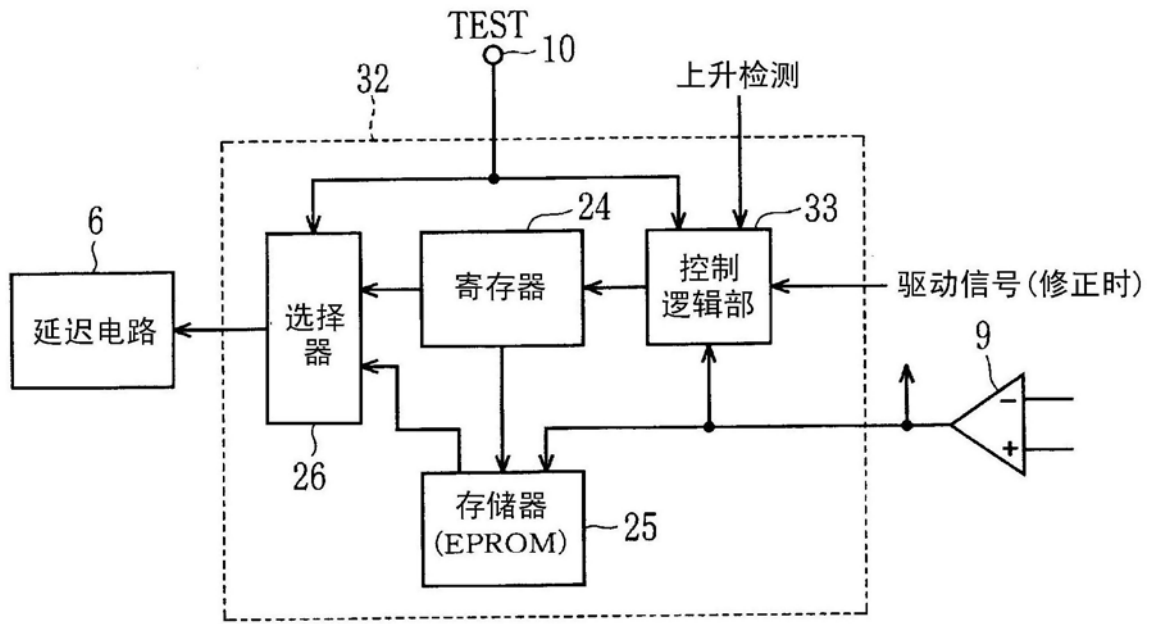 TEST
10
32
上升检测
24
33
6
控制
逻辑部
寄存器
驱动信号(修正时)
选择
器
延迟电路
9
−
+
26
存储器
(EPROM)
25